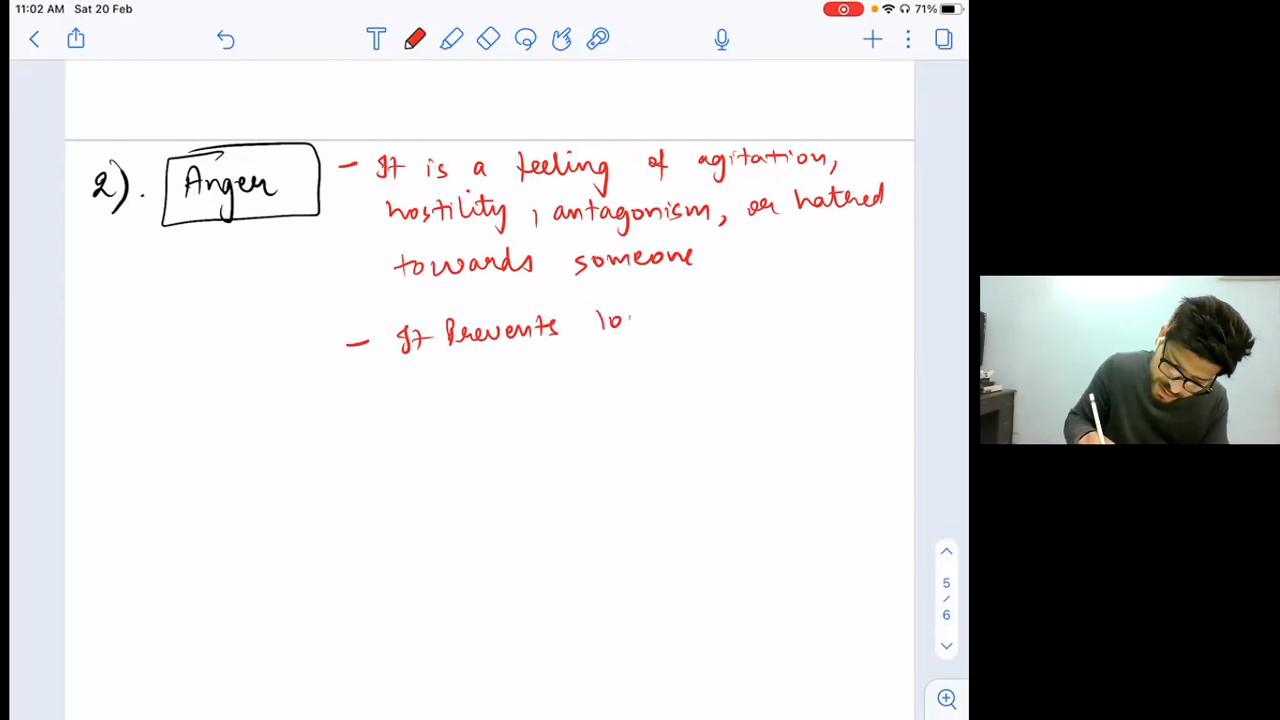 11:02 AM Sat 20 Feb
71%
2). Anger - It is a feeling of agitation,
hostility, antagonism, or hatred
towards someone
- It Prevents lo
5
/
6